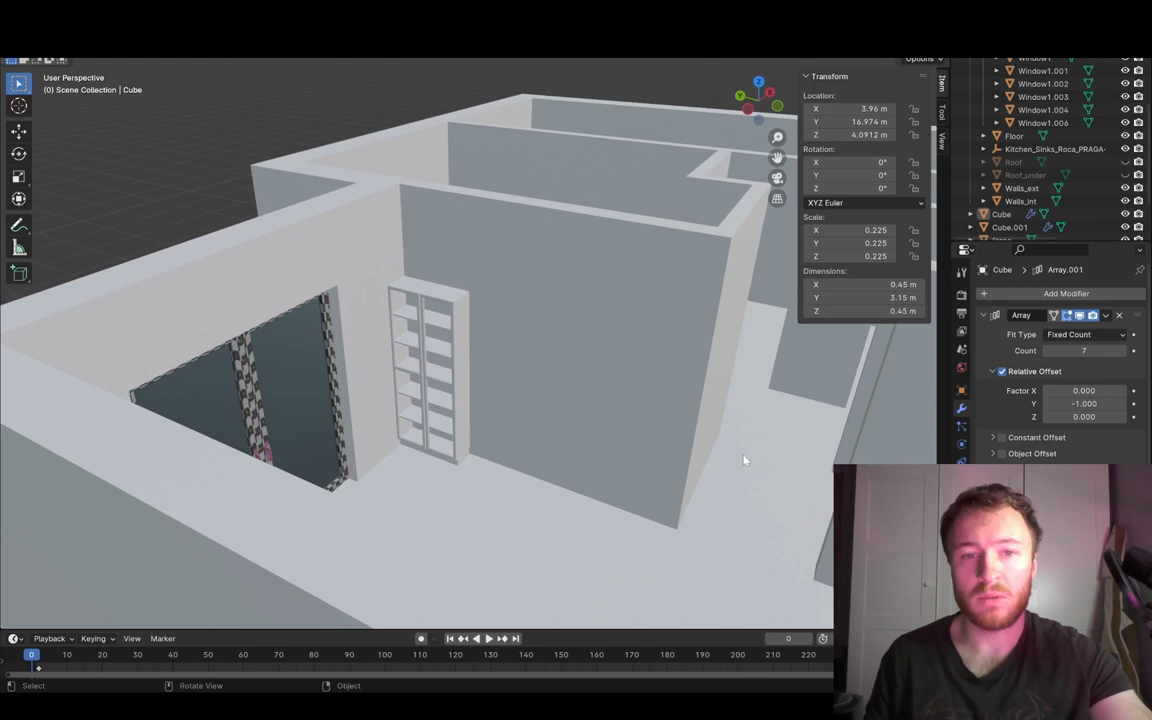 Options
User Perspective
(0) Scene Collection | Cube
Transform
Location:
X 3.96 m
Y 16.974 m
Z 4.0912 m
Rotation:
X 0°
Y 0°
Z 0°
XYZ Euler
Scale:
X 0.225
Y 0.225
Z 0.225
Dimensions:
X 0.45 m
Y 3.15 m
Z 0.45 m
Item
Tool
View
Z
Y
X
Window1.001
Window1.002
Window1.003
Window1.004
Window1.006
Floor
Kitchen_Sinks_Roca_PRAGA-
Roof
Roof_under
Walls_ext
Walls_int
Cube
Cube.001
Cube > Array.001
+ Add Modifier
Array
Fit Type Fixed Count
Count 7
Relative Offset
Factor X 0.000
Y -1.000
Z 0.000
Constant Offset
Object Offset
Playback Keying View Marker
0
0 10 20 30 40 50 60 70 80 90 100 110 120 130 140 150 160 170 180 190 200 210 220
Select Rotate View Object